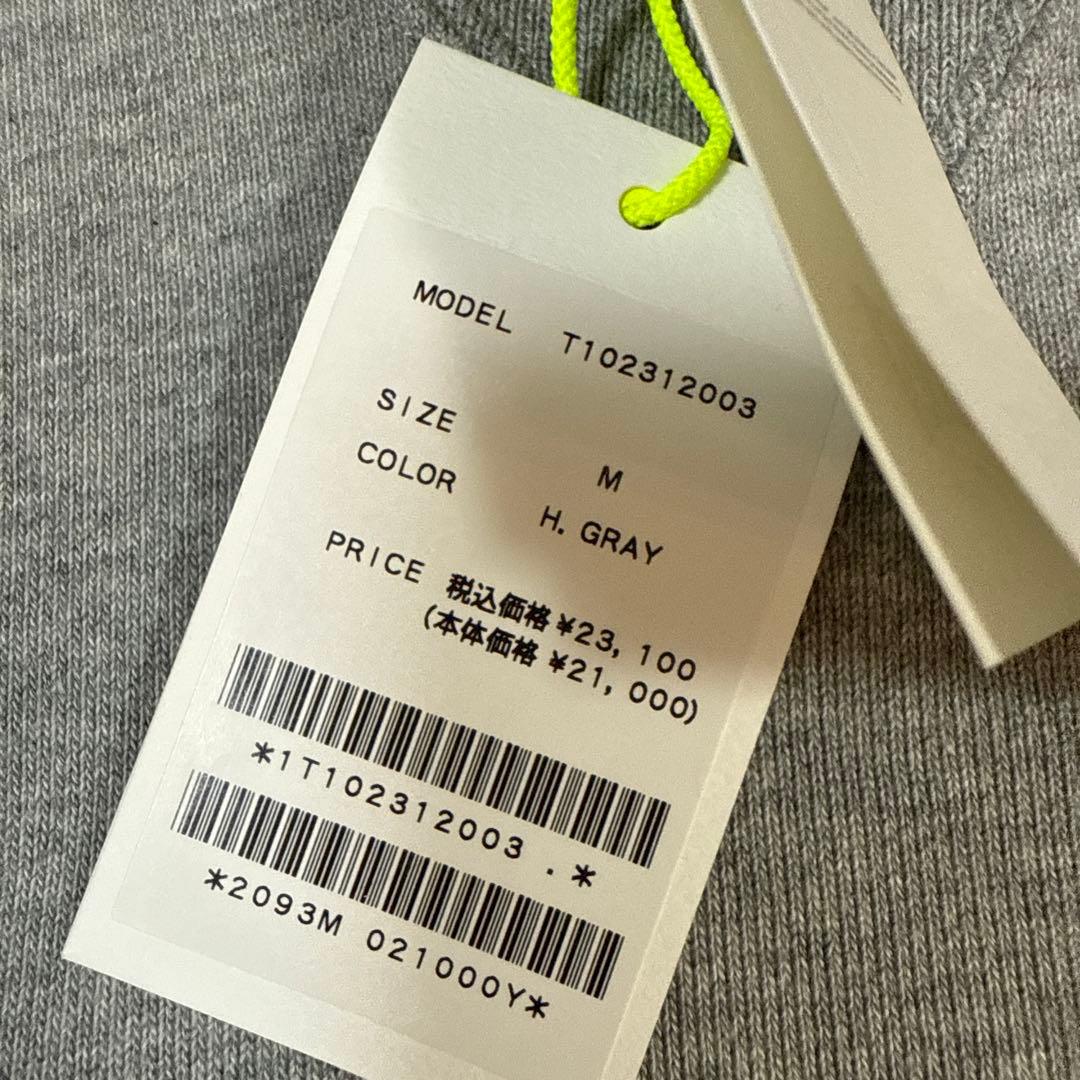 MODEL T102312003
SIZE M
COLOR H. GRAY
PRICE 税込価格 ¥23, 100
(本体価格 ¥21, 000)
*1T102312003 .*
*2093M 021000Y*